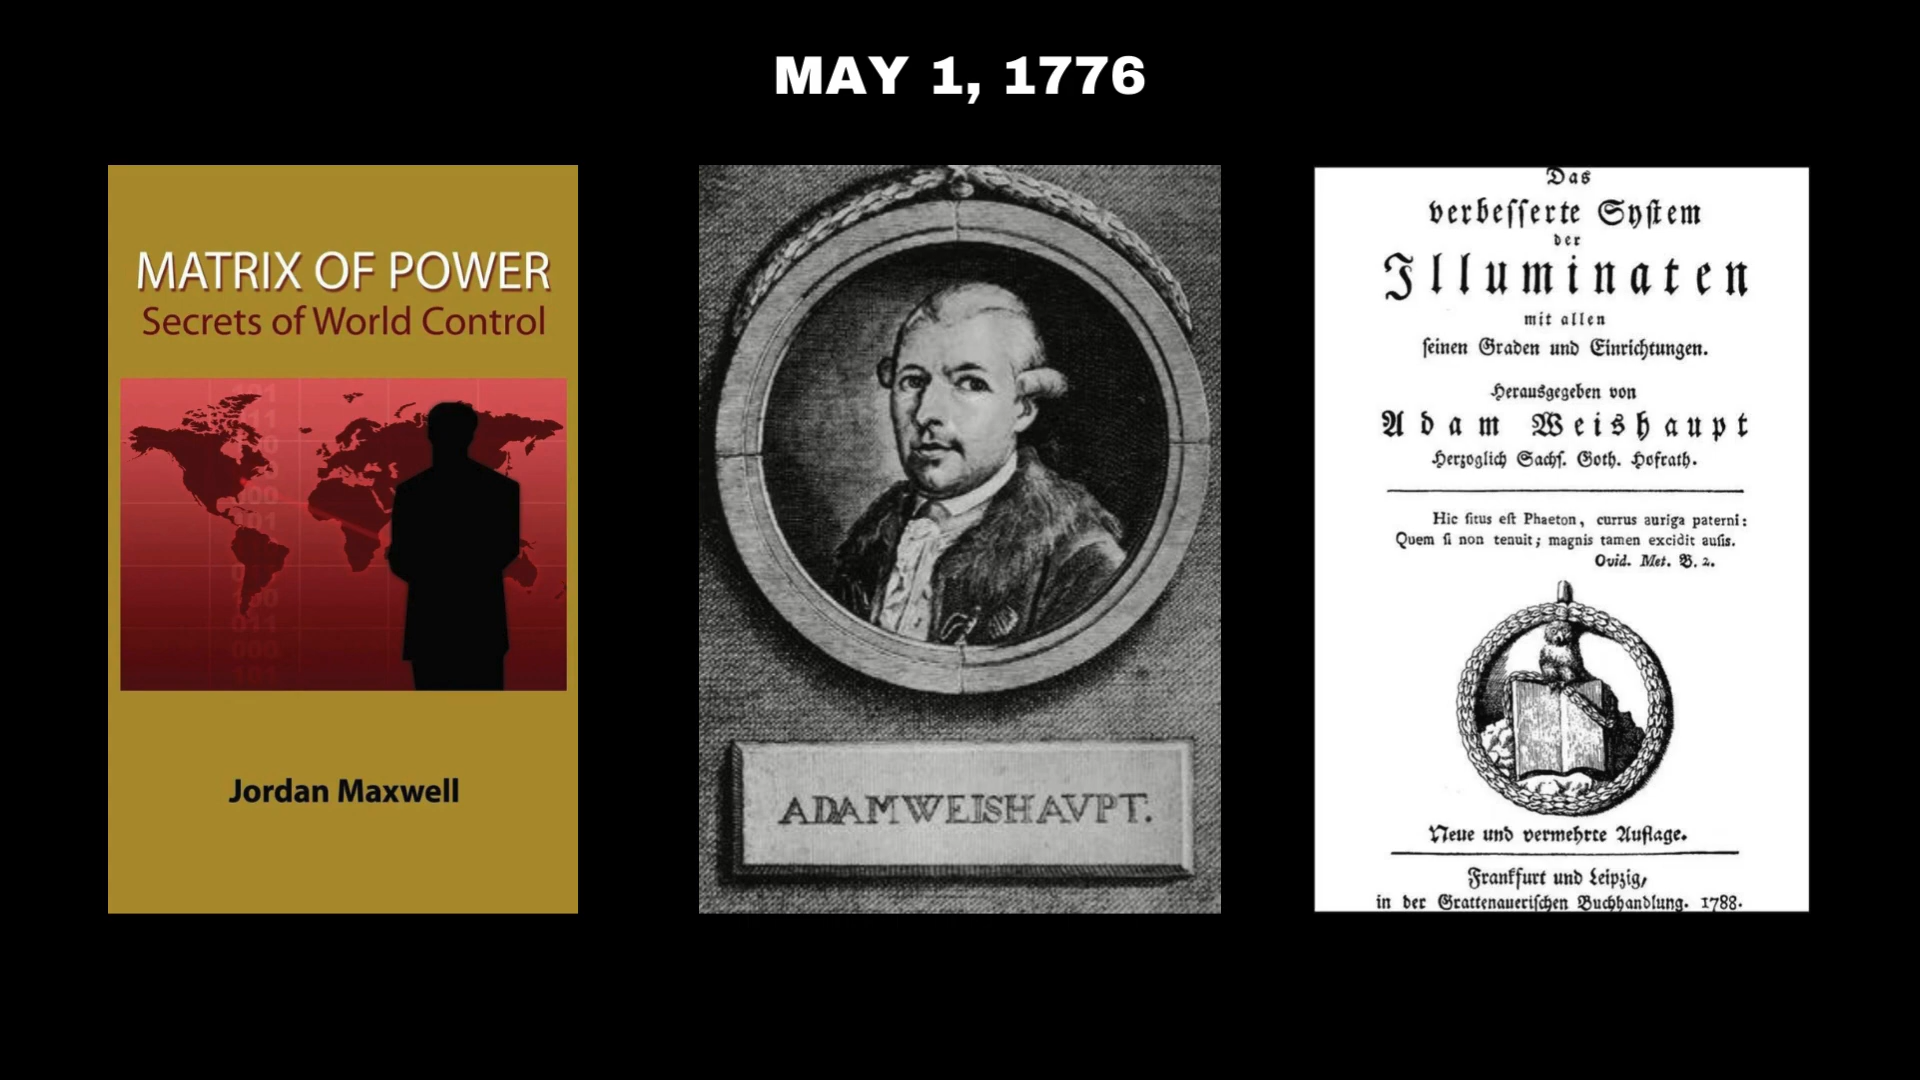 MAY 1, 1776
MATRIX OF POWER
Secrets of World Control
Jordan Maxwell
ADAM WEISHAVPT.
Das
verbeſſerte Syſtem
der
Illuminaten
mit allen
ſeinen Graden und Einrichtungen.
Herausgegeben von
Adam Weishaupt
Herzoglich Sachſ. Goth. Hofrath.
Hic ſitus eſt Phaeton, currus auriga paterni:
Quem ſi non tenuit; magnis tamen excidit auſis.
Ovid. Met. B. 2.
Neue und vermehrte Auflage.
Frankfurt und Leipzig,
in der Grattenaueriſchen Buchhandlung. 1788.